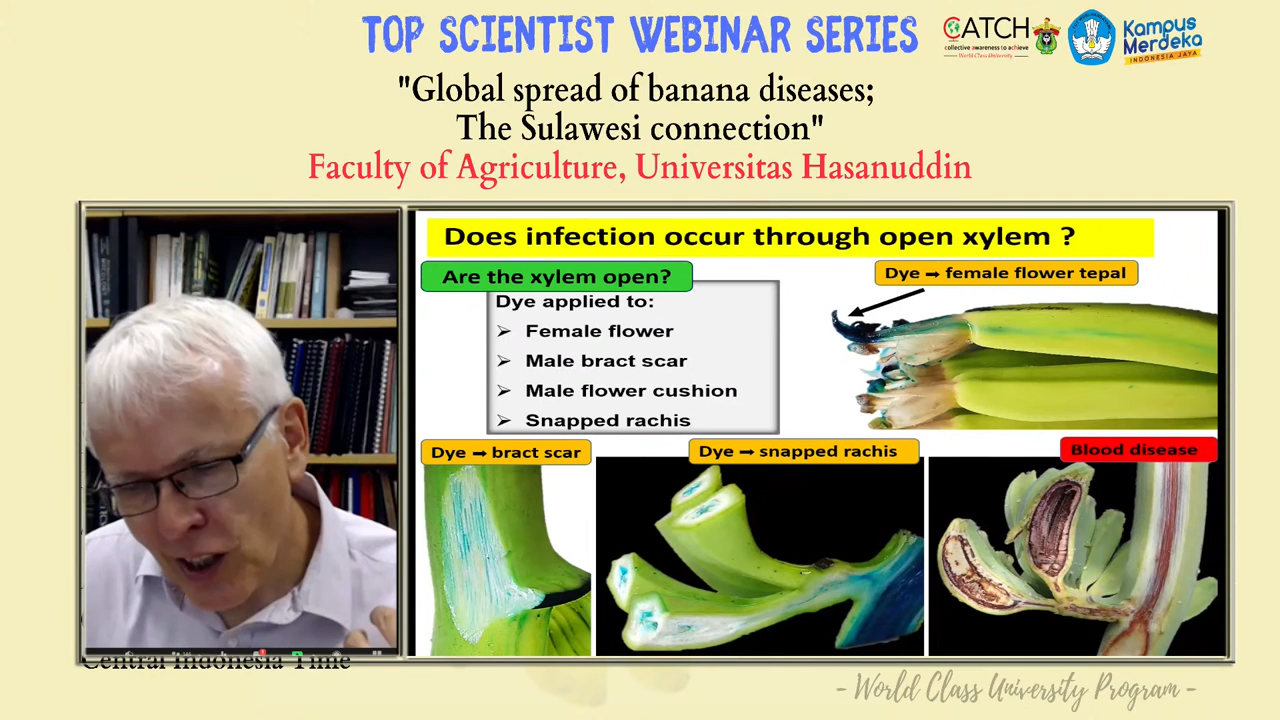 TOP SCIENTIST WEBINAR SERIES
CATCH
collective awareness to achieve
World Class University
Kampus
Merdeka
INDONESIA JAYA
"Global spread of banana diseases;
The Sulawesi connection"
Faculty of Agriculture, Universitas Hasanuddin
Does infection occur through open xylem ?
Are the xylem open?
Dye applied to:
➢ Female flower
➢ Male bract scar
➢ Male flower cushion
➢ Snapped rachis
Dye ➞ female flower tepal
Dye ➞ bract scar
Dye ➞ snapped rachis
Blood disease
Central Indonesia Time
- World Class University Program -